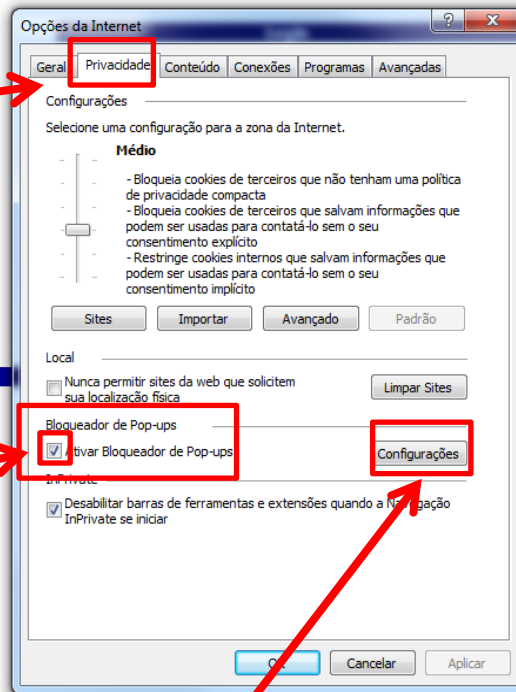 Opções da Internet
Geral Privacidade Conteúdo Conexões Programas Avançadas
Configurações
Selecione uma configuração para a zona da Internet.
Médio
- Bloqueia cookies de terceiros que não tenham uma política
de privacidade compacta
- Bloqueia cookies de terceiros que salvam informações que
podem ser usadas para contatá-lo sem o seu
consentimento explícito
- Restringe cookies internos que salvam informações que
podem ser usadas para contatá-lo sem o seu
consentimento implícito
Sites Importar Avançado Padrão
Local
Nunca permitir sites da web que solicitem
sua localização física
Limpar Sites
Bloqueador de Pop-ups
Ativar Bloqueador de Pop-ups
Configurações
InPrivate
Desabilitar barras de ferramentas e extensões quando a Navegação
InPrivate se iniciar
OK Cancelar Aplicar